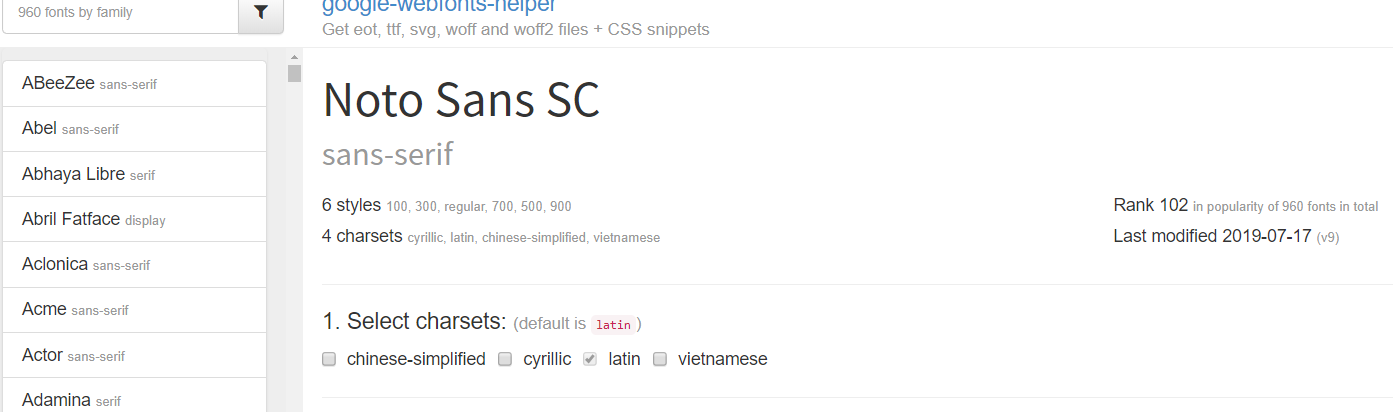 960 fonts by family
google-webfonts-helper
Get eot, ttf, svg, woff and woff2 files + CSS snippets
ABeeZee sans-serif
Abel sans-serif
Abhaya Libre serif
Abril Fatface display
Aclonica sans-serif
Acme sans-serif
Actor sans-serif
Adamina serif
Noto Sans SC
sans-serif
6 styles 100, 300, regular, 700, 500, 900
4 charsets cyrillic, latin, chinese-simplified, vietnamese
Rank 102 in popularity of 960 fonts in total
Last modified 2019-07-17 (v9)
1. Select charsets: (default is latin)
chinese-simplified cyrillic latin vietnamese